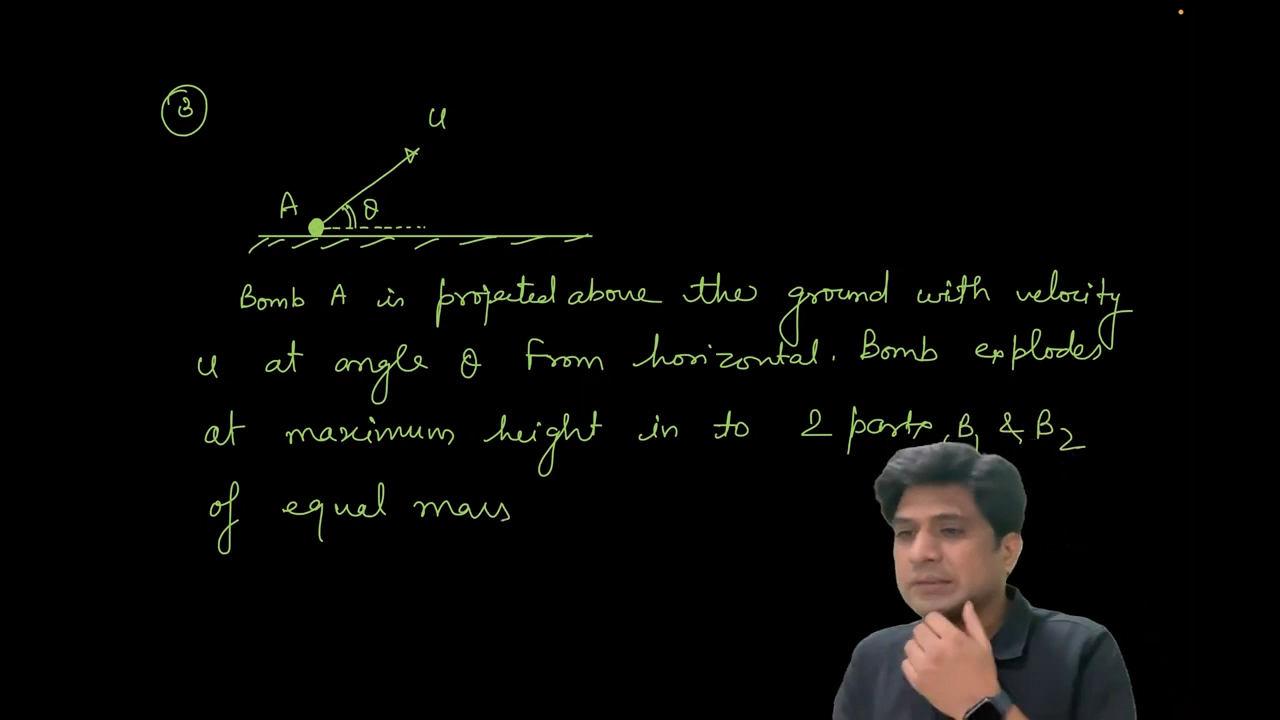 3
u
A
θ
Bomb A is projected above the ground with velocity
u at angle θ from horizontal. Bomb explodes
at maximum height in to 2 parts, B1 & B2
of equal mass